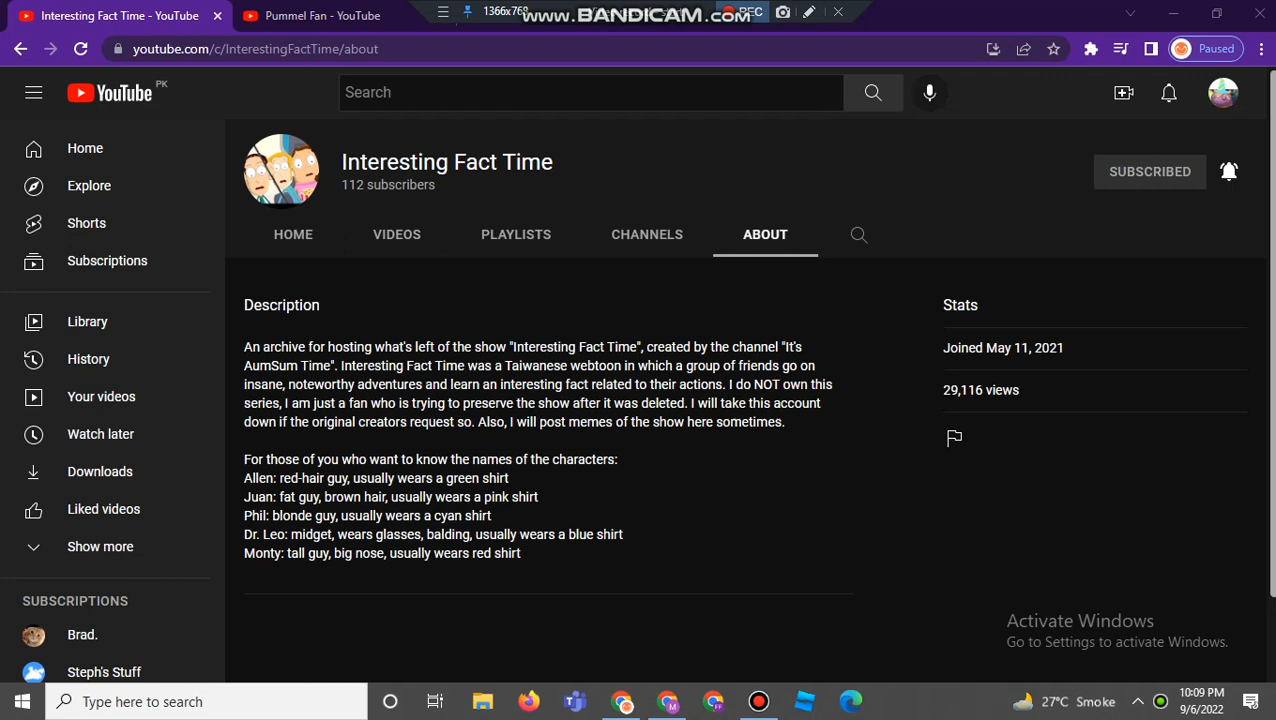 Interesting Fact Time - YouTube
Pummel Fan - YouTube
1366x768
www.BANDICAM.com
REC
youtube.com/c/InterestingFactTime/about
Paused
YouTube PK
Search
Home
Explore
Shorts
Subscriptions
Library
History
Your videos
Watch later
Downloads
Liked videos
Show more
SUBSCRIPTIONS
Brad.
Steph's Stuff
Interesting Fact Time
112 subscribers
SUBSCRIBED
HOME VIDEOS PLAYLISTS CHANNELS ABOUT
Description
An archive for hosting what's left of the show "Interesting Fact Time", created by the channel "It's
AumSum Time". Interesting Fact Time was a Taiwanese webtoon in which a group of friends go on
insane, noteworthy adventures and learn an interesting fact related to their actions. I do NOT own this
series, I am just a fan who is trying to preserve the show after it was deleted. I will take this account
down if the original creators request so. Also, I will post memes of the show here sometimes.
For those of you who want to know the names of the characters:
Allen: red-hair guy, usually wears a green shirt
Juan: fat guy, brown hair, usually wears a pink shirt
Phil: blonde guy, usually wears a cyan shirt
Dr. Leo: midget, wears glasses, balding, usually wears a blue shirt
Monty: tall guy, big nose, usually wears red shirt
Stats
Joined May 11, 2021
29,116 views
Activate Windows
Go to Settings to activate Windows.
Type here to search
27°C Smoke
10:09 PM
9/6/2022